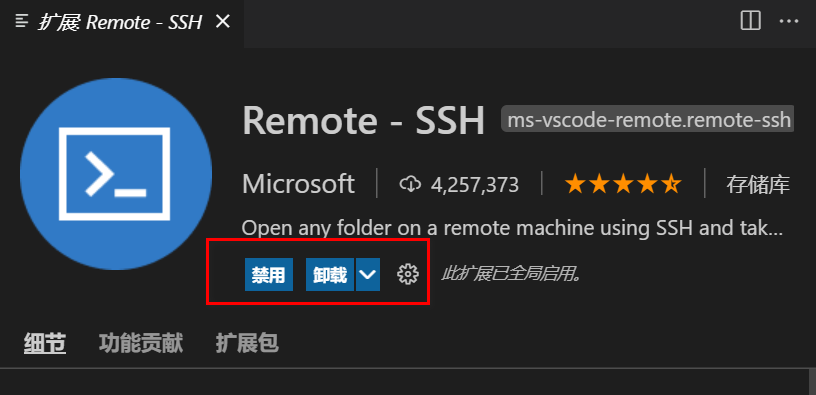 扩展: Remote - SSH
Remote - SSH ms-vscode-remote.remote-ssh
Microsoft 4,257,373 存储库
Open any folder on a remote machine using SSH and tak...
禁用 卸载 此扩展已全局启用。
细节 功能贡献 扩展包